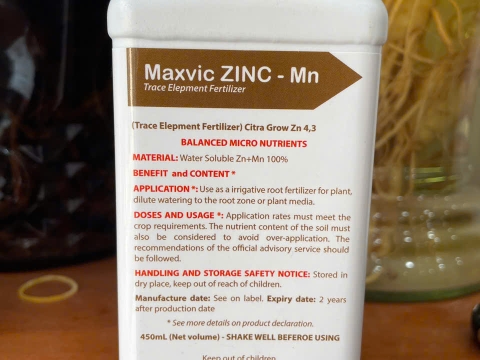 Maxvic ZINC - Mn
Trace Elepment Fertilizer
(Trace Elepment Fertilizer) Citra Grow Zn 4,3
BALANCED MICRO NUTRIENTS
MATERIAL: Water Soluble Zn+Mn 100%
BENEFIT and CONTENT *
APPLICATION *: Use as a irrigative root fertilizer for plant,
dilute watering to the root zone or plant media.
DOSES AND USAGE *: Application rates must meet the
crop requirements. The nutrient content of the soil must
also be considered to avoid over-application. The
recommendations of the official advisory service should
be followed.
HANDLING AND STORAGE SAFETY NOTICE: Stored in
dry place, keep out of reach of children.
Manufacture date: See on label. Expiry date: 2 years
after production date
* See more details on product declaration.
450mL (Net volume) - SHAKE WELL BEFEROE USING
Keep out of children